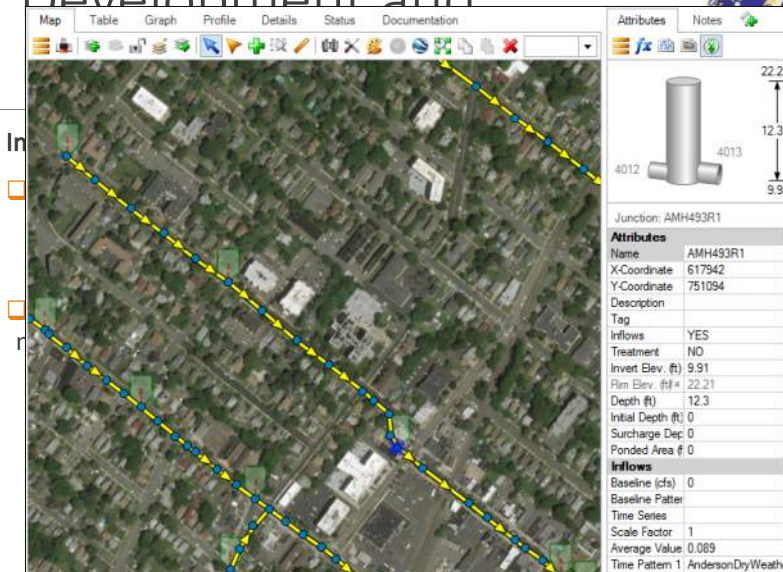 Development and
Map Table Graph Profile Details Status Documentation
Attributes Notes
fx
22.2
12.3
4013
4012
9.9
Junction: AMH493R1
Attributes
Name AMH493R1
X-Coordinate 617942
Y-Coordinate 751094
Description
Tag
Inflows YES
Treatment NO
Invert Elev. (ft) 9.91
Rim Elev. (ft) 22.21
Depth (ft) 12.3
Initial Depth (ft) 0
Surcharge Dep 0
Ponded Area (f 0
Inflows
Baseline (cfs) 0
Baseline Patter
Time Series
Scale Factor 1
Average Value 0.089
Time Pattern 1 AndersonDryWeath